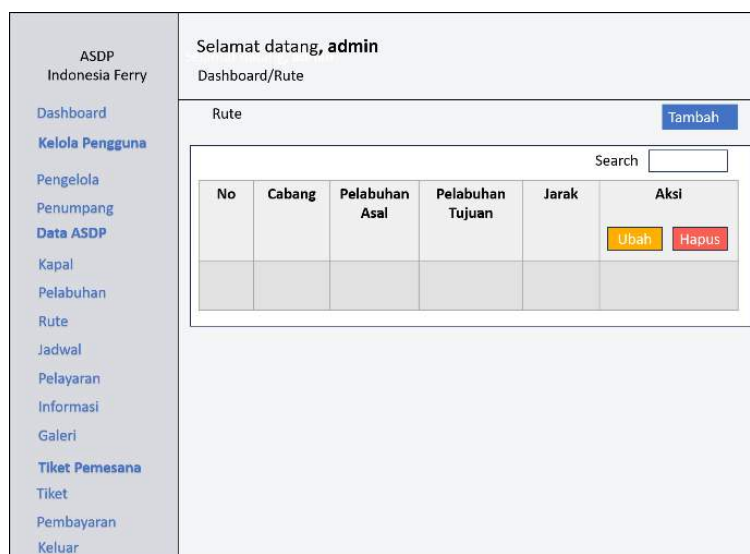 ASDP
Indonesia Ferry
Dashboard
Kelola Pengguna
Pengelola
Penumpang
Data ASDP
Kapal
Pelabuhan
Rute
Jadwal
Pelayaran
Informasi
Galeri
Tiket Pemesana
Tiket
Pembayaran
Keluar
Selamat datang, admin
Dashboard/Rute
Rute
Tambah
Search
No Cabang Pelabuhan Asal Pelabuhan Tujuan Jarak Aksi
Ubah Hapus